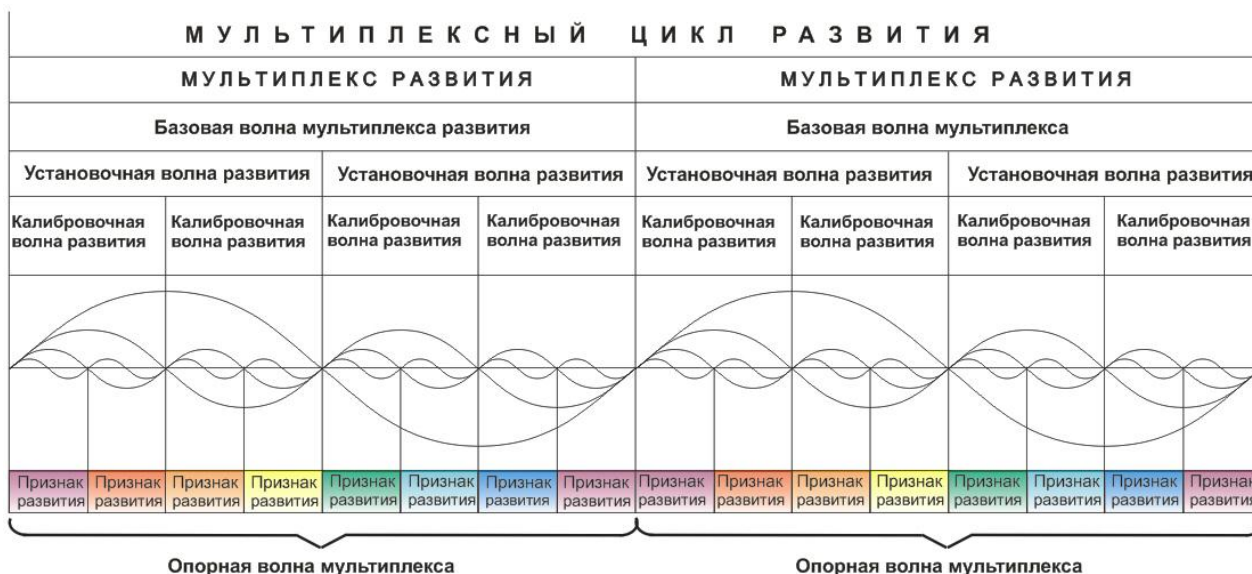 МУЛЬТИПЛЕКСНЫЙ ЦИКЛ РАЗВИТИЯ
МУЛЬТИПЛЕКС РАЗВИТИЯ
МУЛЬТИПЛЕКС РАЗВИТИЯ
Базовая волна мультиплекса развития
Базовая волна мультиплекса
Установочная волна развития
Установочная волна развития
Установочная волна развития
Установочная волна развития
Калибровочная
волна развития
Калибровочная
волна развития
Калибровочная
волна развития
Калибровочная
волна развития
Калибровочная
волна развития
Калибровочная
волна развития
Калибровочная
волна развития
Калибровочная
волна развития
Признак
развития
Признак
развития
Признак
развития
Признак
развития
Признак
развития
Признак
развития
Признак
развития
Признак
развития
Признак
развития
Признак
развития
Признак
развития
Признак
развития
Признак
развития
Признак
развития
Признак
развития
Признак
развития
Опорная волна мультиплекса
Опорная волна мультиплекса